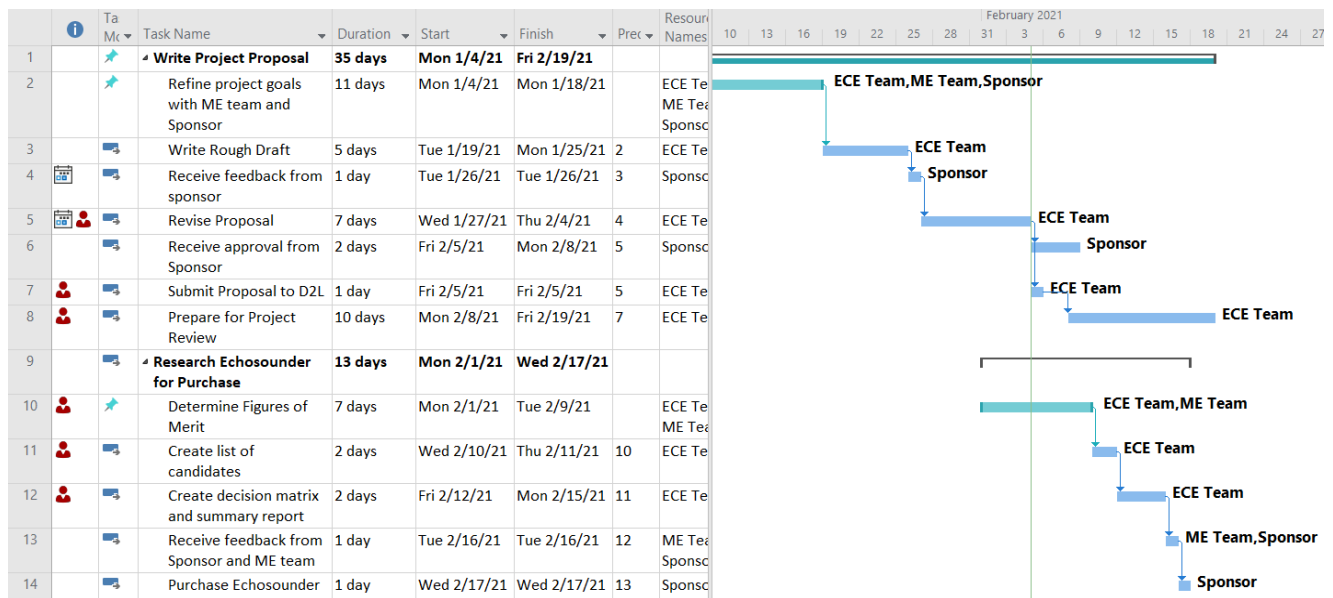 Ta Resour February 2021
Mc Task Name Duration Start Finish Prec Names 10 13 16 19 22 25 28 31 3 6 9 12 15 18 21 24 27
1 Write Project Proposal 35 days Mon 1/4/21 Fri 2/19/21
2 Refine project goals 11 days Mon 1/4/21 Mon 1/18/21 ECE Te ECE Team,ME Team,Sponsor
with ME team and ME Tea
Sponsor Sponsc
3 Write Rough Draft 5 days Tue 1/19/21 Mon 1/25/21 2 ECE Te ECE Team
4 Receive feedback from 1 day Tue 1/26/21 Tue 1/26/21 3 Sponsc Sponsor
sponsor
5 Revise Proposal 7 days Wed 1/27/21 Thu 2/4/21 4 ECE Te ECE Team
6 Receive approval from 2 days Fri 2/5/21 Mon 2/8/21 5 Sponsc Sponsor
Sponsor
7 Submit Proposal to D2L 1 day Fri 2/5/21 Fri 2/5/21 5 ECE Te ECE Team
8 Prepare for Project 10 days Mon 2/8/21 Fri 2/19/21 7 ECE Te ECE Team
Review
9 Research Echosounder 13 days Mon 2/1/21 Wed 2/17/21
for Purchase
10 Determine Figures of 7 days Mon 2/1/21 Tue 2/9/21 ECE Te ECE Team,ME Team
Merit ME Tea
11 Create list of 2 days Wed 2/10/21 Thu 2/11/21 10 ECE Te ECE Team
candidates
12 Create decision matrix 2 days Fri 2/12/21 Mon 2/15/21 11 ECE Te ECE Team
and summary report
13 Receive feedback from 1 day Tue 2/16/21 Tue 2/16/21 12 ME Tea ME Team,Sponsor
Sponsor and ME team Sponsc
14 Purchase Echosounder 1 day Wed 2/17/21 Wed 2/17/21 13 Sponsc Sponsor